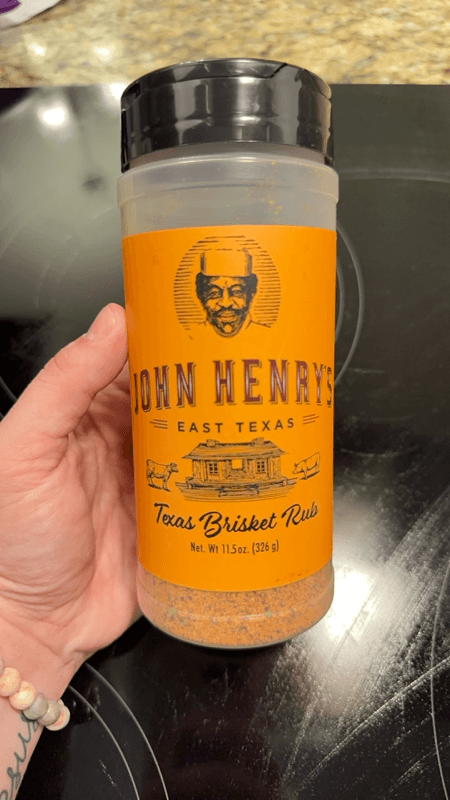 JOHN HENRY'S
EAST TEXAS
Texas Brisket Rub
Net. Wt 11.5oz. (326 g)